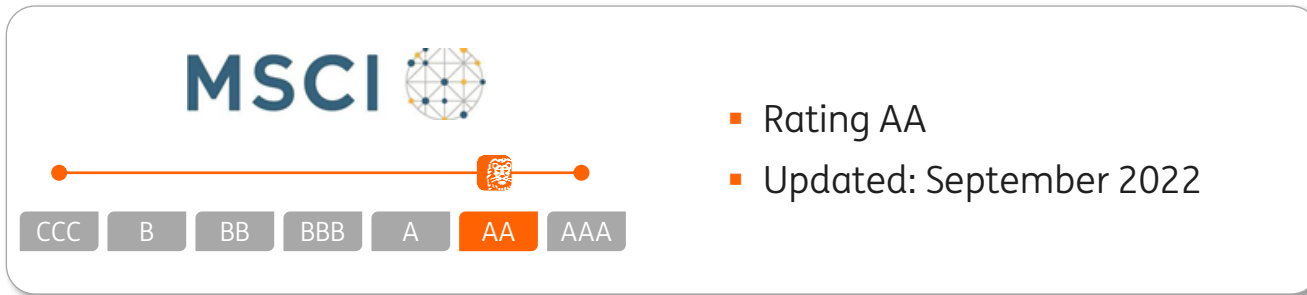 MSCI
CCC B BB BBB A AA AAA
Rating AA
Updated: September 2022